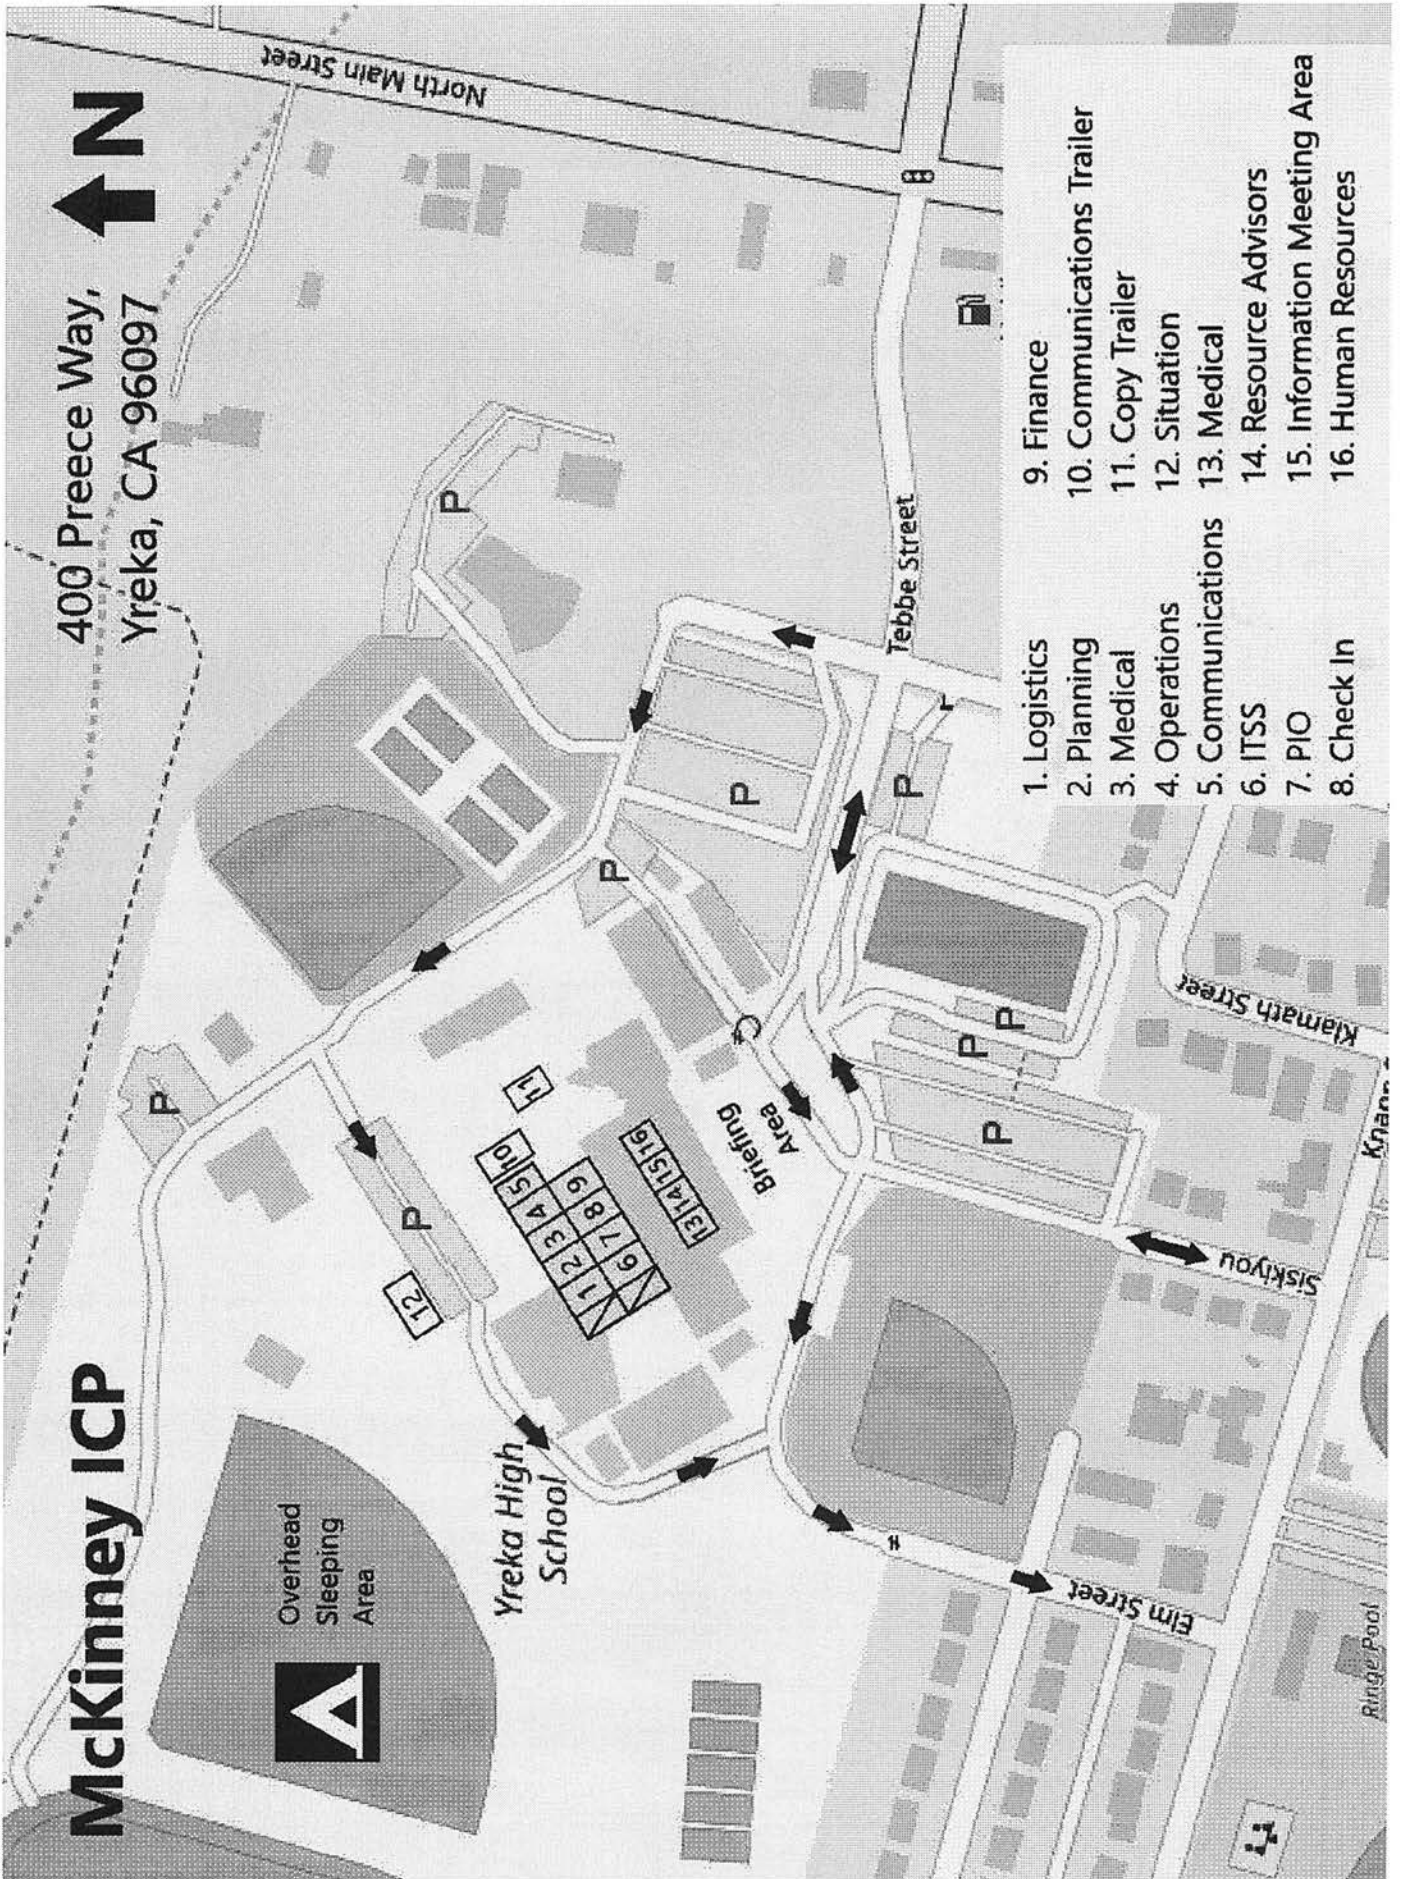 McKinney ICP
400 Preece Way,
Yreka, CA 96097
N
North Main Street
Overhead
Sleeping
Area
Yreka High
School
P
P
P
P
P
P
P
P
P
P
12
10
11
1 2 3 4 5
6 7 8 9
13 14 15 16
Briefing
Area
Tebbe Street
Elm Street
Siskiyou
Klamath Street
Ringe Pool
1. Logistics
2. Planning
3. Medical
4. Operations
5. Communications
6. ITSS
7. PIO
8. Check In
9. Finance
10. Communications Trailer
11. Copy Trailer
12. Situation
13. Medical
14. Resource Advisors
15. Information Meeting Area
16. Human Resources